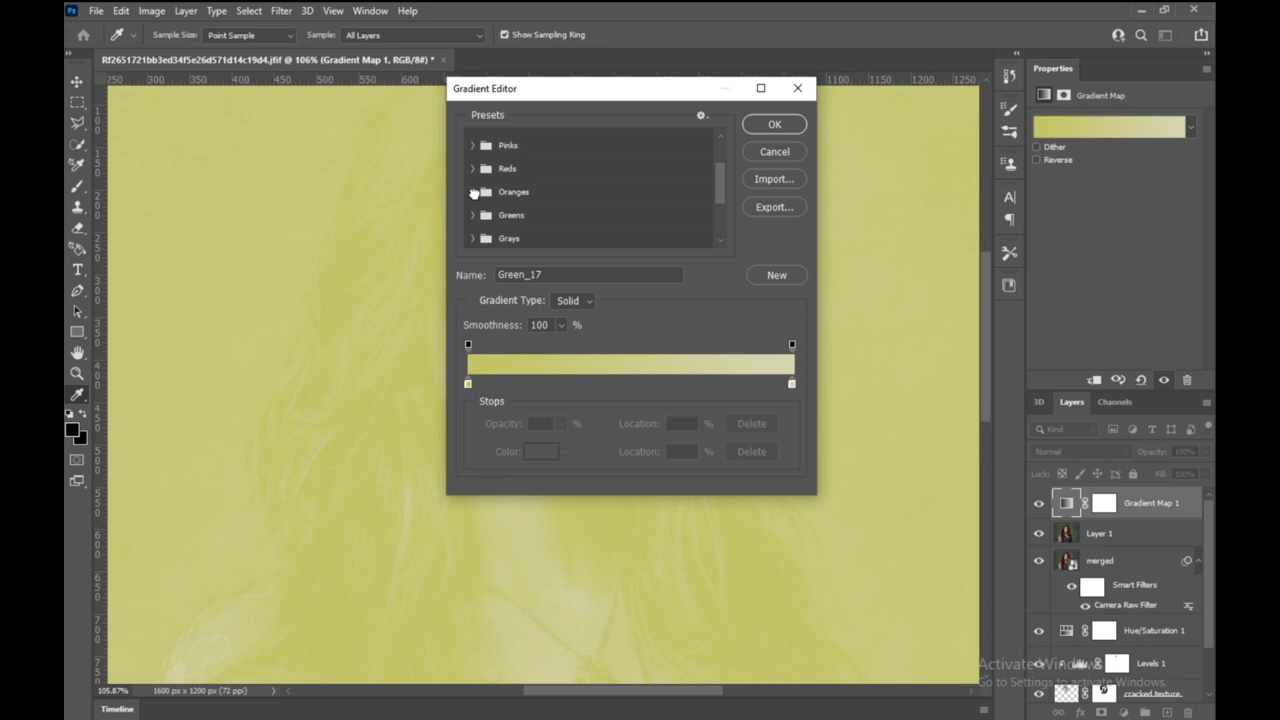 Ps File Edit Image Layer Type Select Filter 3D View Window Help
Sample Size: Point Sample Sample: All Layers Show Sampling Ring
Rf2651721bb3ed34f5e26d571d14c19d4.jfif @ 106% (Gradient Map 1, RGB/8#) * ×
250 300 350 400 1000 1050 1100 1150 1200 1250
Gradient Editor
Presets
Pinks
Reds
Oranges
Greens
Grays
OK
Cancel
Import...
Export...
Name: Green_17
New
Gradient Type: Solid
Smoothness: 100 %
Stops
Opacity: % Location: % Delete
Color: Location: % Delete
Properties
Gradient Map
Dither
Reverse
3D Layers Channels
Kind
Normal Opacity: 100%
Lock: Fill: 100%
Gradient Map 1
Layer 1
merged
Smart Filters
Camera Raw Filter
Hue/Saturation 1
Levels 1
cracked texture.
Activate Windows
Go to Settings to activate Windows.
105.87% 1600 px x 1200 px (72 ppi)
Timeline